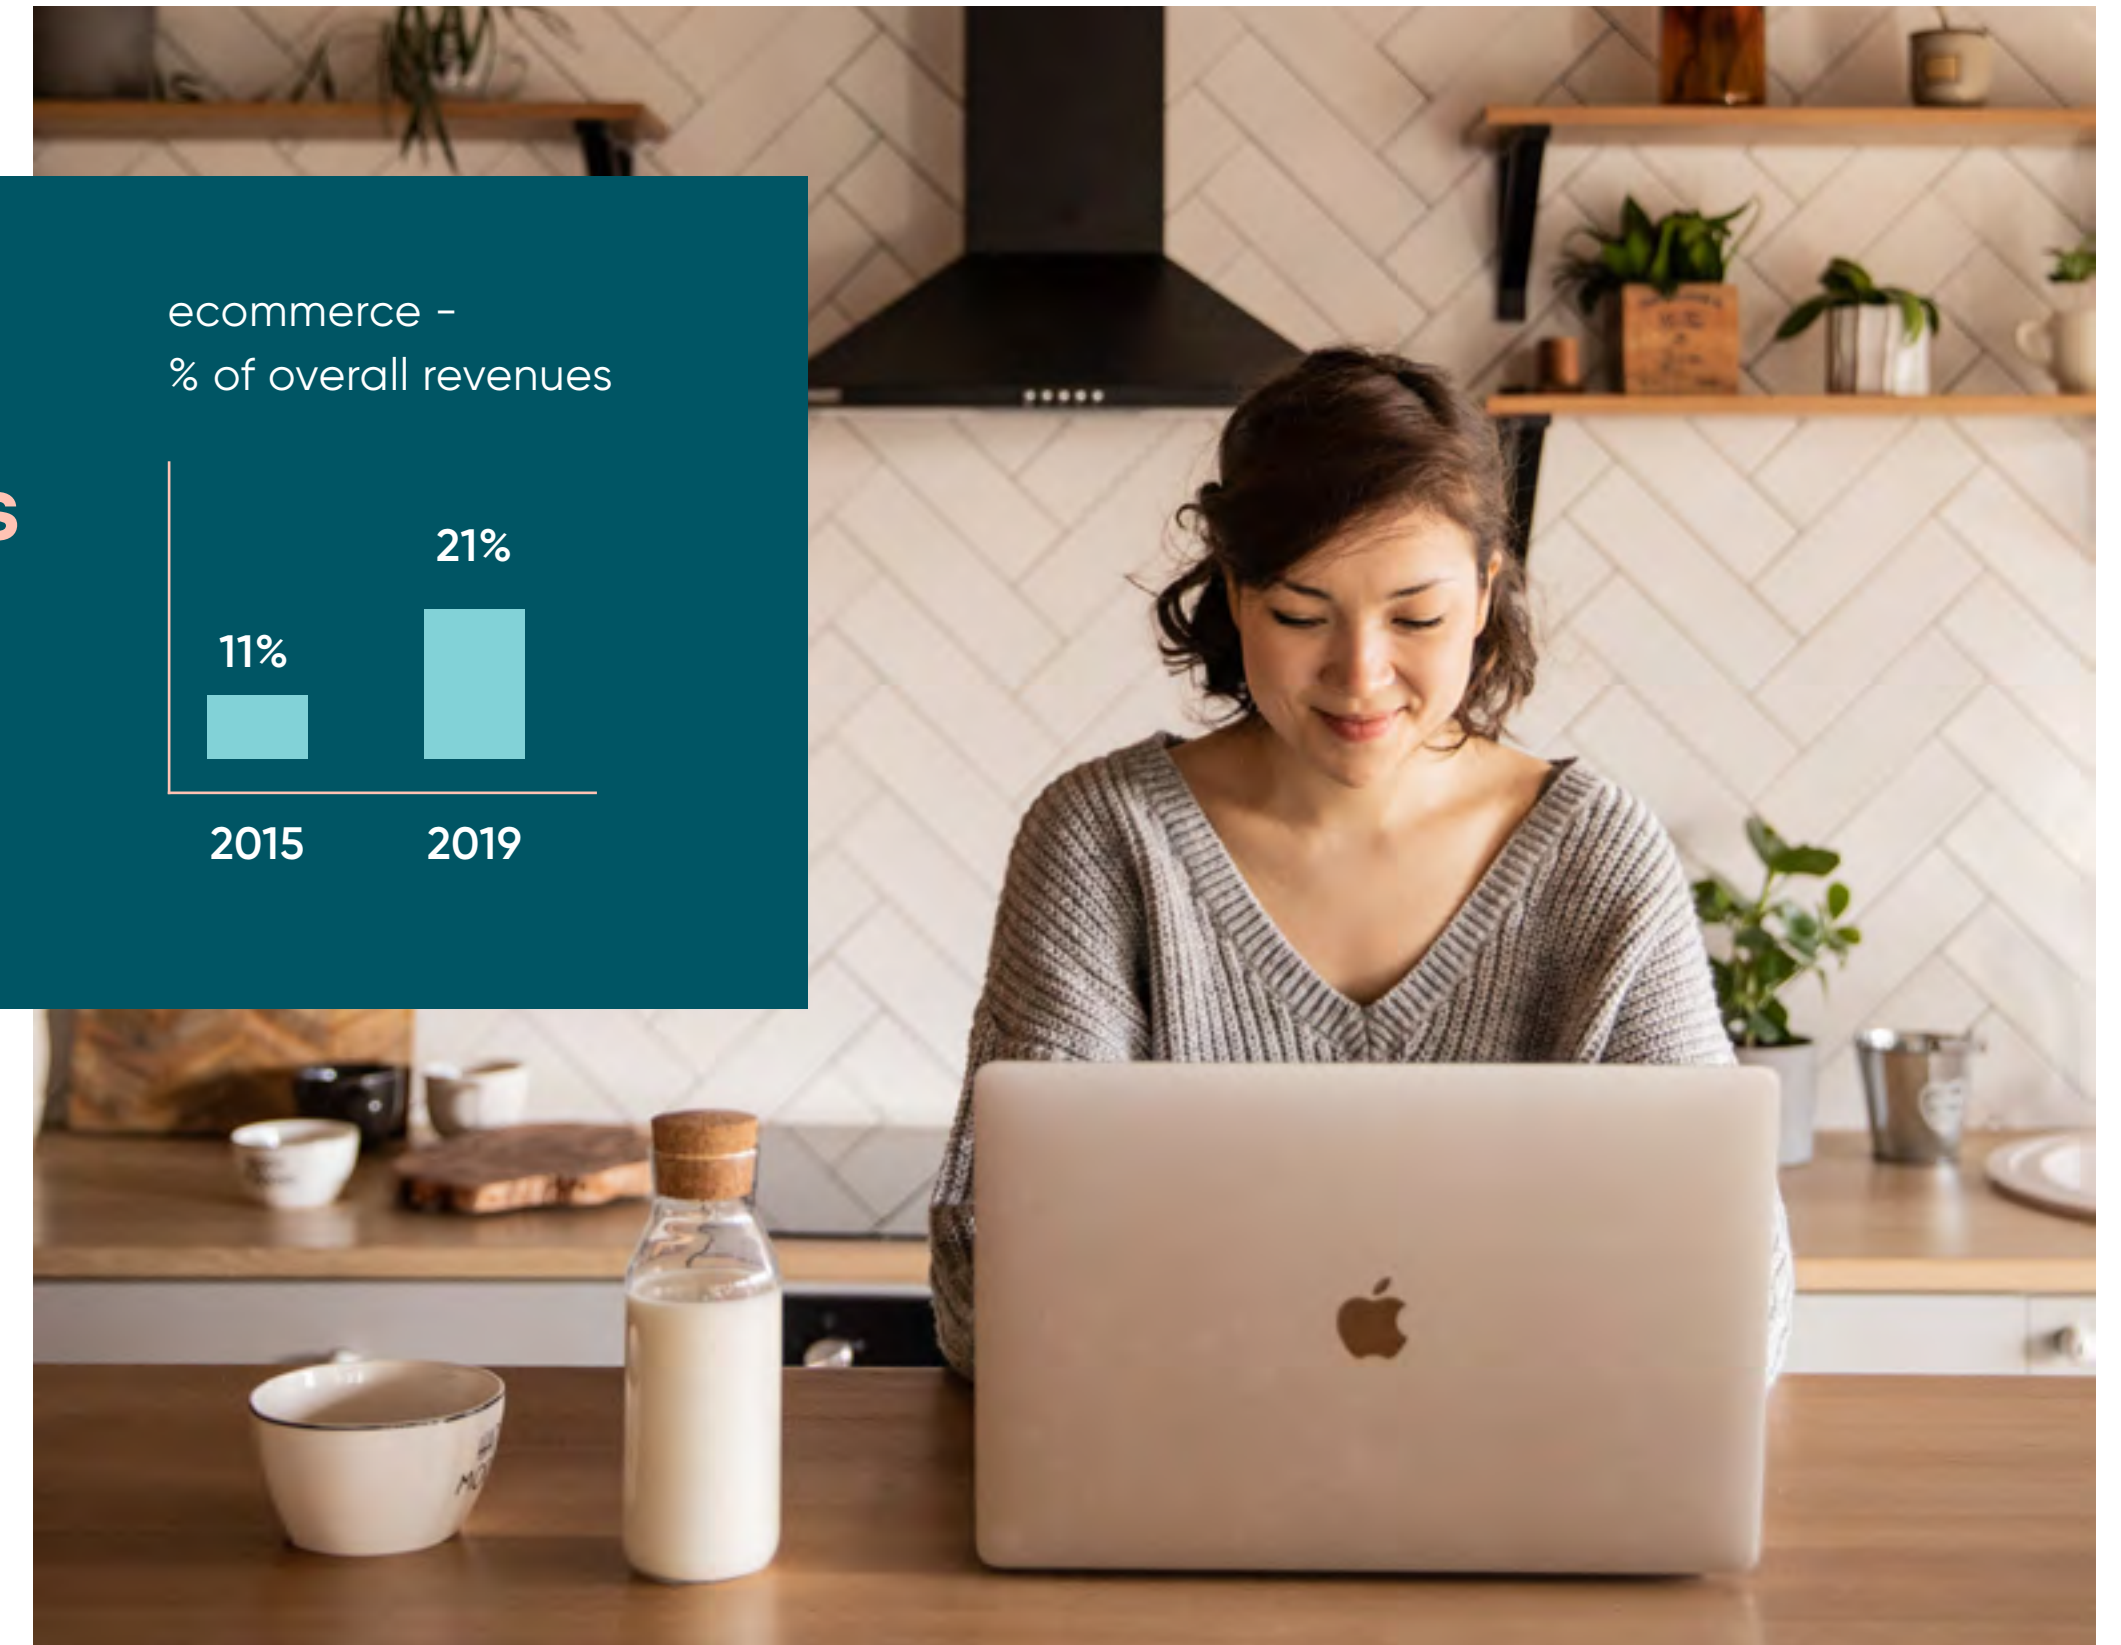 ecommerce -
% of overall revenues
s
21%
11%
2015 2019